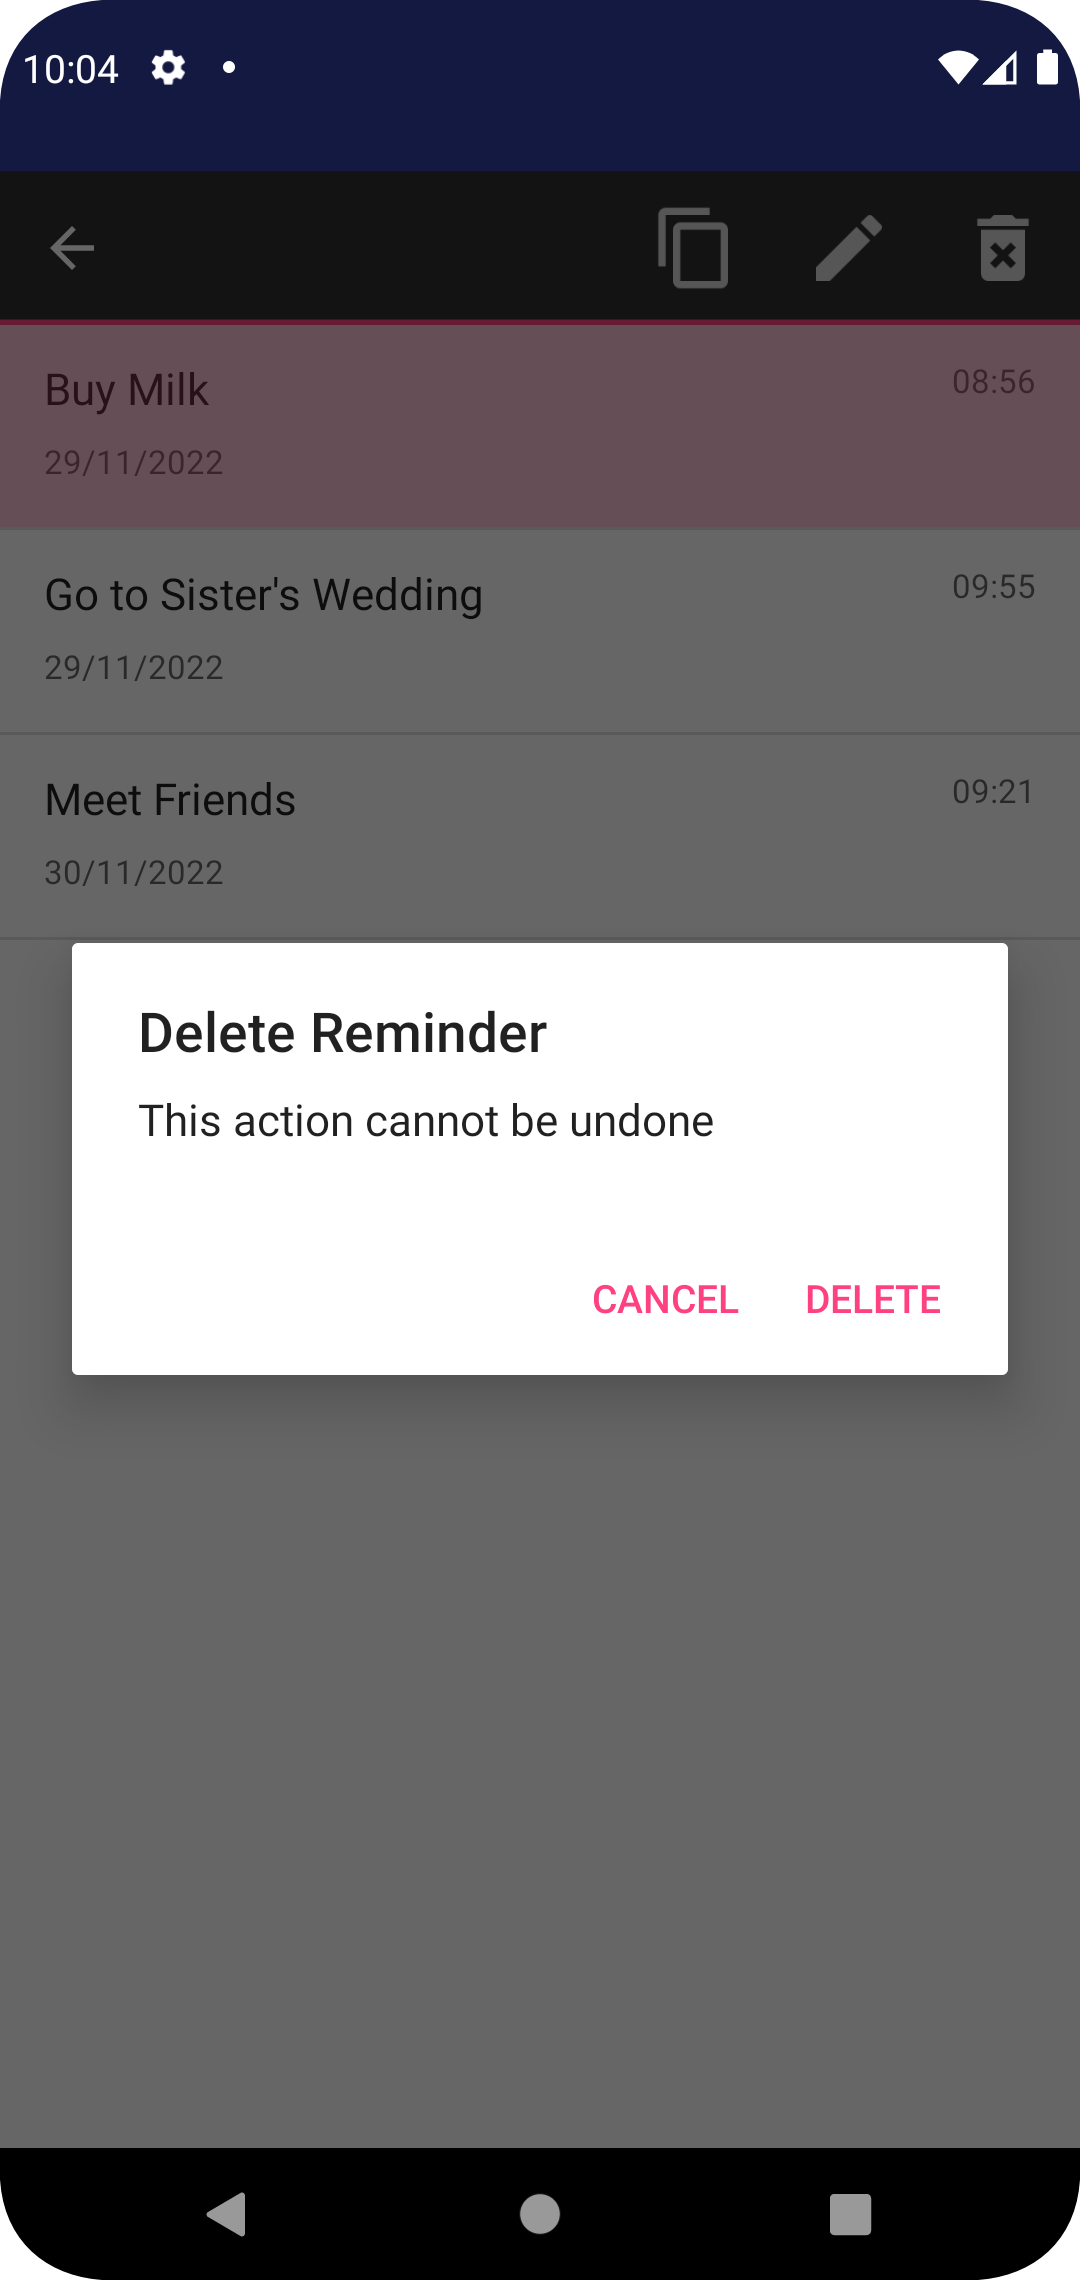 10:04
Buy Milk
08:56
29/11/2022
Go to Sister's Wedding
09:55
29/11/2022
Meet Friends
09:21
30/11/2022
Delete Reminder
This action cannot be undone
CANCEL DELETE